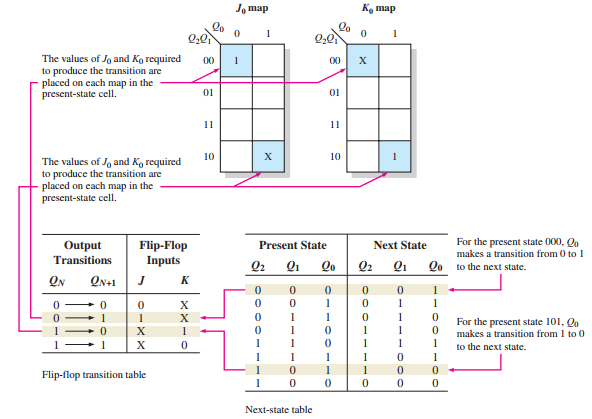 J₀ map K₀ map
Q₀ Q₀
Q₂Q₁ 0 1 Q₂Q₁ 0 1
00 1 00 X
01 01
11 11
10 X 10 1
The values of J₀ and K₀ required
to produce the transition are
placed on each map in the
present-state cell.
The values of J₀ and K₀ required
to produce the transition are
placed on each map in the
present-state cell.
Output Flip-Flop
Transitions Inputs
Q_N Q_N+1 J K
0 → 0 0 X
0 → 1 1 X
1 → 0 X 1
1 → 1 X 0
Flip-flop transition table
Present State Next State
Q₂ Q₁ Q₀ Q₂ Q₁ Q₀
0 0 0 0 0 1
0 0 1 0 1 1
0 1 1 0 1 0
0 1 0 1 1 0
1 1 0 1 1 1
1 1 1 1 0 1
1 0 1 1 0 0
1 0 0 0 0 0
Next-state table
For the present state 000, Q₀
makes a transition from 0 to 1
to the next state.
For the present state 101, Q₀
makes a transition from 1 to 0
to the next state.